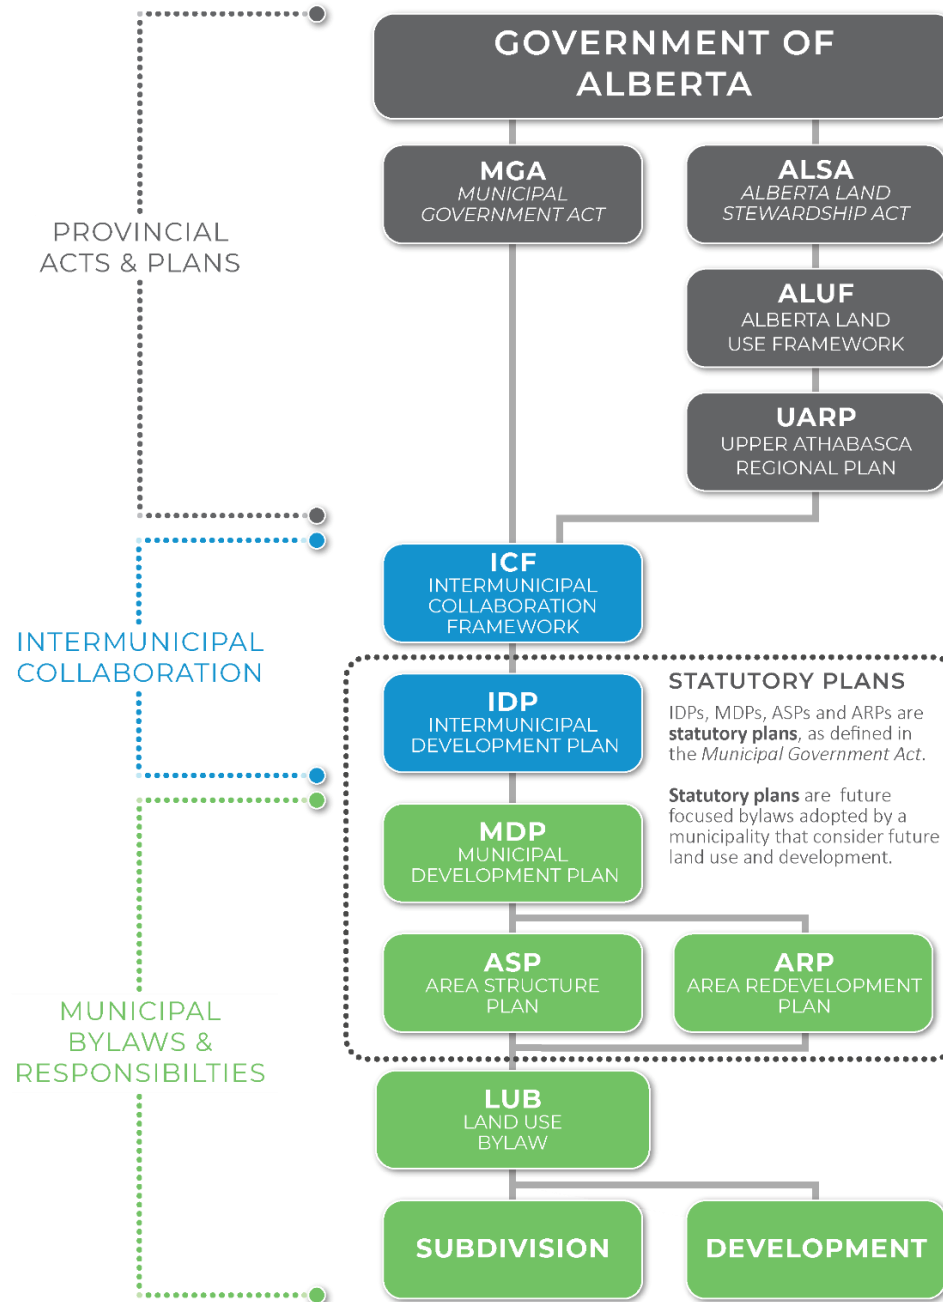 GOVERNMENT OF
ALBERTA
MGA
MUNICIPAL
GOVERNMENT ACT
ALSA
ALBERTA LAND
STEWARDSHIP ACT
PROVINCIAL
ACTS & PLANS
ALUF
ALBERTA LAND
USE FRAMEWORK
UARP
UPPER ATHABASCA
REGIONAL PLAN
ICF
INTERMUNICIPAL
COLLABORATION
FRAMEWORK
INTERMUNICIPAL
COLLABORATION
IDP
INTERMUNICIPAL
DEVELOPMENT PLAN
STATUTORY PLANS
IDPs, MDPs, ASPs and ARPs are
statutory plans, as defined in
the Municipal Government Act.
Statutory plans are future
focused bylaws adopted by a
municipality that consider future
land use and development.
MDP
MUNICIPAL
DEVELOPMENT PLAN
ASP
AREA STRUCTURE
PLAN
ARP
AREA REDEVELOPMENT
PLAN
MUNICIPAL
BYLAWS &
RESPONSIBILTIES
LUB
LAND USE
BYLAW
SUBDIVISION
DEVELOPMENT